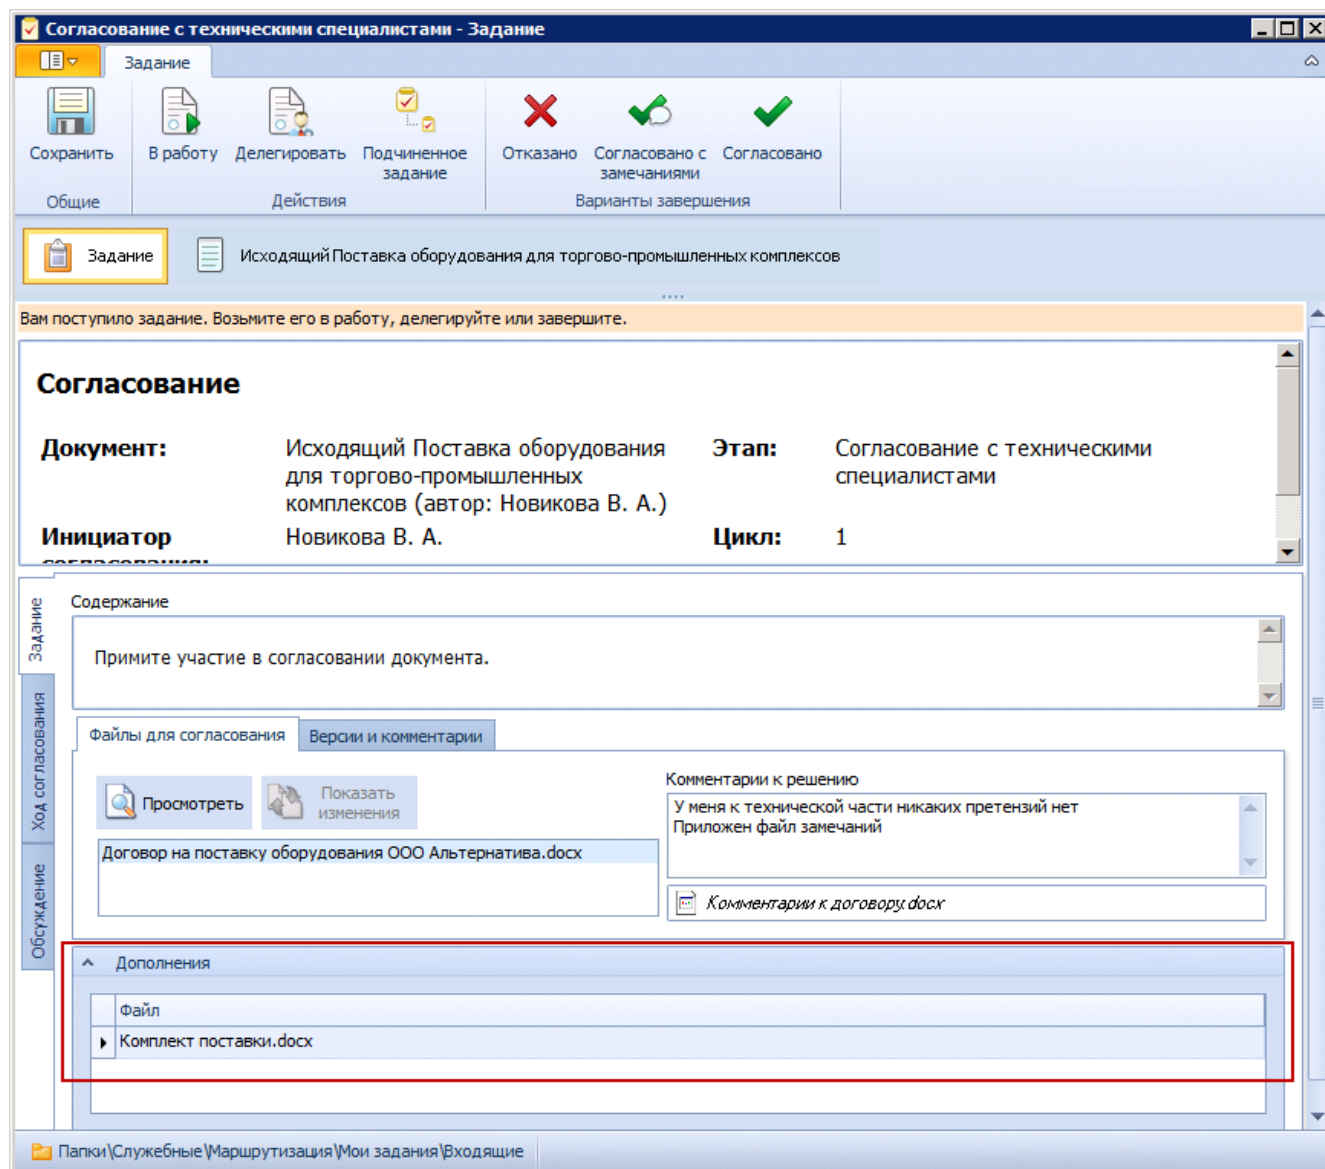 Согласование с техническими специалистами - Задание
Задание
Сохранить
В работу
Делегировать
Подчиненное
задание
Отказано
Согласовано с
замечаниями
Согласовано
Общие
Действия
Варианты завершения
Задание
Исходящий Поставка оборудования для торгово-промышленных комплексов
Вам поступило задание. Возьмите его в работу, делегируйте или завершите.
Согласование
Документ:
Исходящий Поставка оборудования
для торгово-промышленных
комплексов (автор: Новикова В. А.)
Этап:
Согласование с техническими
специалистами
Инициатор
согласования:
Новикова В. А.
Цикл:
1
Задание
Ход согласования
Обсуждение
Содержание
Примите участие в согласовании документа.
Файлы для согласования
Версии и комментарии
Просмотреть
Показать
изменения
Договор на поставку оборудования ООО Альтернатива.docx
Комментарии к решению
У меня к технической части никаких претензий нет
Приложен файл замечаний
Комментарии к договору.docx
Дополнения
Файл
Комплект поставки.docx
Папки\Служебные\Маршрутизация\Мои задания\Входящие